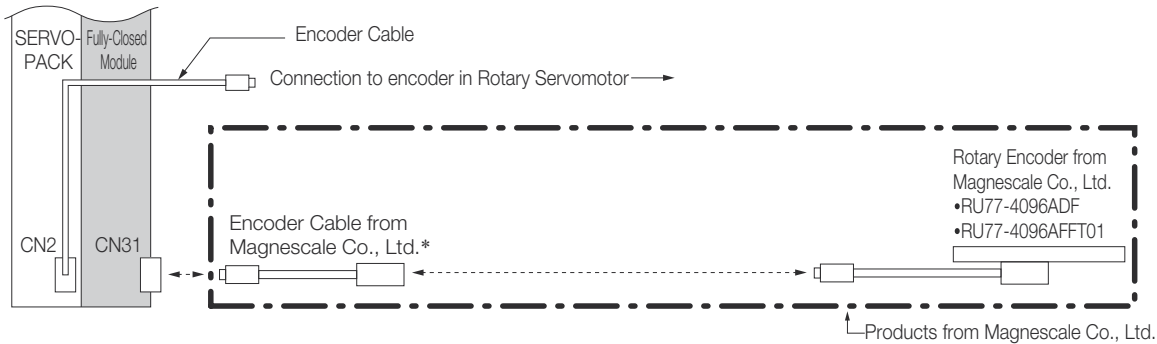 SERVO-
PACK
Fully-Closed
Module
Encoder Cable
Connection to encoder in Rotary Servomotor
Rotary Encoder from
Magnescale Co., Ltd.
•RU77-4096ADF
•RU77-4096AFFT01
Encoder Cable from
Magnescale Co., Ltd.*
CN2
CN31
Products from Magnescale Co., Ltd.